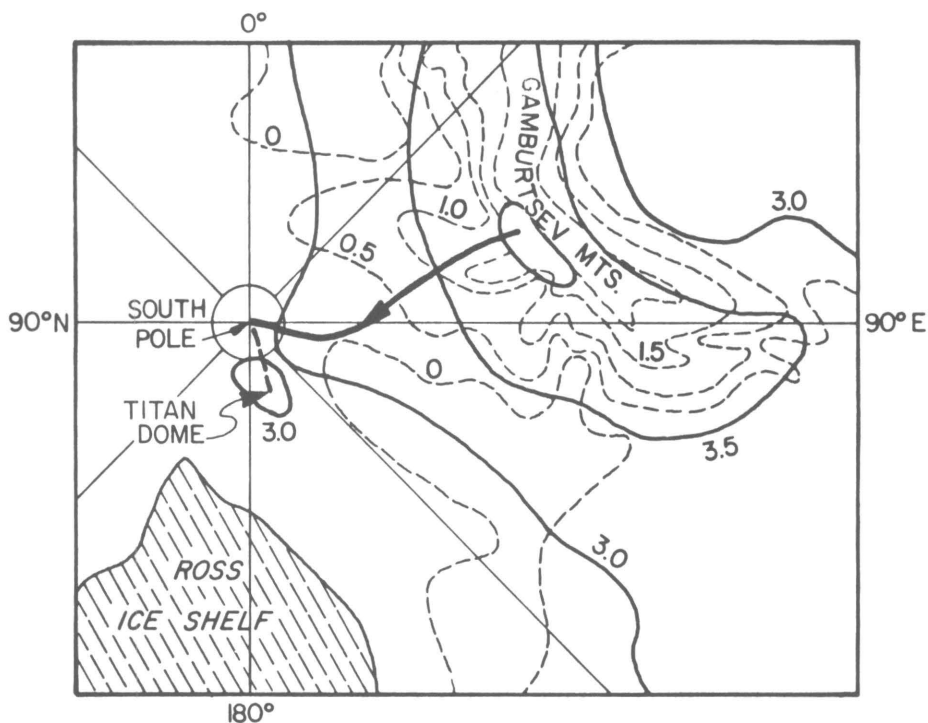 0°
0
GAMBURTSEV MTS.
1.0
3.0
0.5
SOUTH
POLE
90°N
90°E
1.5
0
TITAN
DOME
3.0
3.5
3.0
ROSS
ICE SHELF
180°